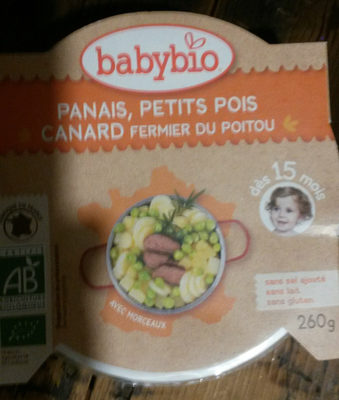 babybio
PANAIS, PETITS POIS
CANARD FERMIER DU POITOU
dès 15 mois
AB
AVEC MORCEAUX
sans sel ajouté
sans lait
sans gluten
260g